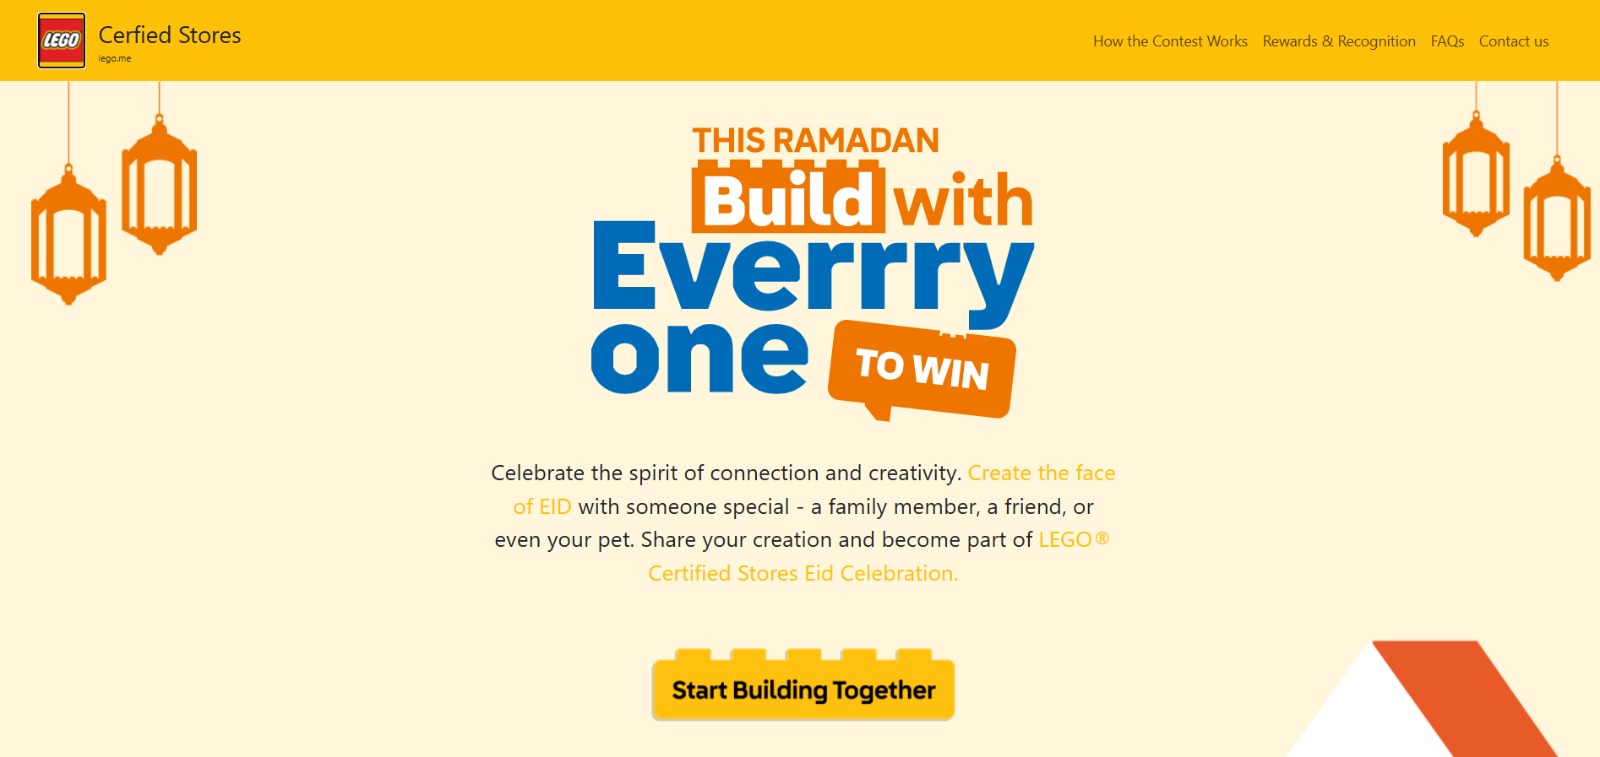 LEGO
Cerfied Stores
lego.me
How the Contest Works
Rewards & Recognition
FAQs
Contact us
THIS RAMADAN
Build with
Everrry
one
TO WIN
Celebrate the spirit of connection and creativity. Create the face
of EID with someone special - a family member, a friend, or
even your pet. Share your creation and become part of LEGO®
Certified Stores Eid Celebration.
Start Building Together